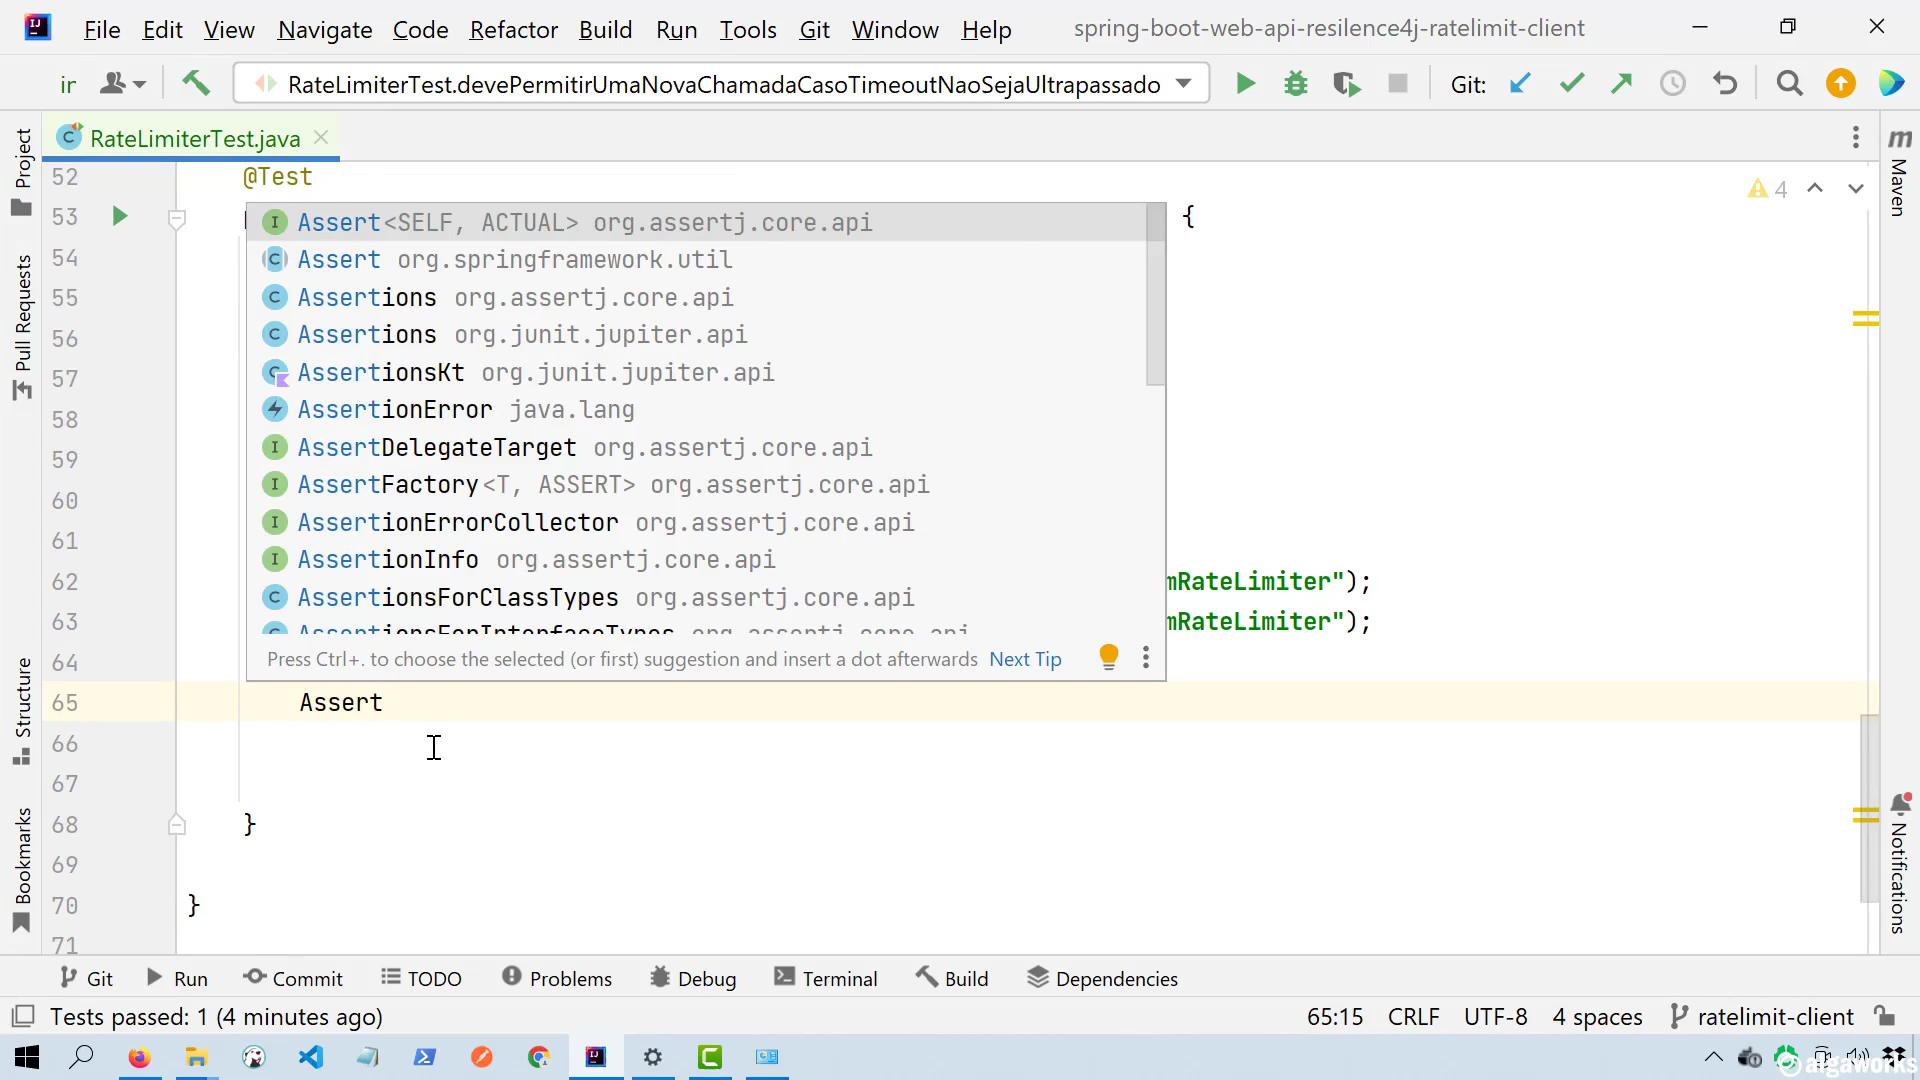 File Edit View Navigate Code Refactor Build Run Tools Git Window Help spring-boot-web-api-resilence4j-ratelimit-client
ir RateLimiterTest.devePermitirUmaNovaChamadaCasoTimeoutNaoSejaUltrapassado Git:
RateLimiterTest.java
Project
Pull Requests
Structure
Bookmarks
Maven
Notifications
4
52 @Test
53 {
54
55
56
57
58
59
60
61
62 mRateLimiter");
63 mRateLimiter");
64
65 Assert
66
67
68 }
69
70 }
71
Assert<SELF, ACTUAL> org.assertj.core.api
Assert org.springframework.util
Assertions org.assertj.core.api
Assertions org.junit.jupiter.api
AssertionsKt org.junit.jupiter.api
AssertionError java.lang
AssertDelegateTarget org.assertj.core.api
AssertFactory<T, ASSERT> org.assertj.core.api
AssertionErrorCollector org.assertj.core.api
AssertionInfo org.assertj.core.api
AssertionsForClassTypes org.assertj.core.api
AssertionsForInterfaceTypes org.assertj.core.api
Press Ctrl+. to choose the selected (or first) suggestion and insert a dot afterwards Next Tip
Git Run Commit TODO Problems Debug Terminal Build Dependencies
Tests passed: 1 (4 minutes ago) 65:15 CRLF UTF-8 4 spaces ratelimit-client
algaworks